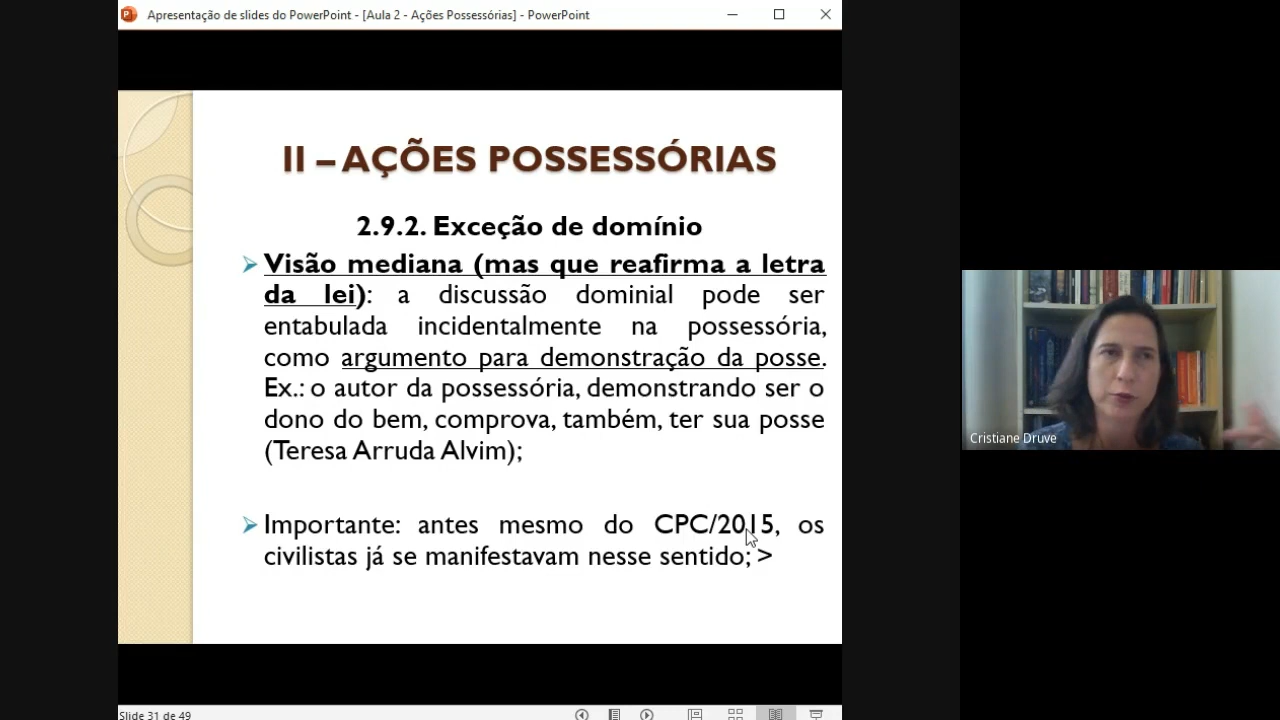 Apresentação de slides do PowerPoint - [Aula 2 - Ações Possessórias] - PowerPoint
II – AÇÕES POSSESSÓRIAS
2.9.2. Exceção de domínio
Visão mediana (mas que reafirma a letra
da lei): a discussão dominial pode ser
entabulada incidentalmente na possessória,
como argumento para demonstração da posse.
Ex.: o autor da possessória, demonstrando ser o
dono do bem, comprova, também, ter sua posse
(Teresa Arruda Alvim);
Importante: antes mesmo do CPC/2015, os
civilistas já se manifestavam nesse sentido; >
Cristiane Druve
Slide 31 de 49